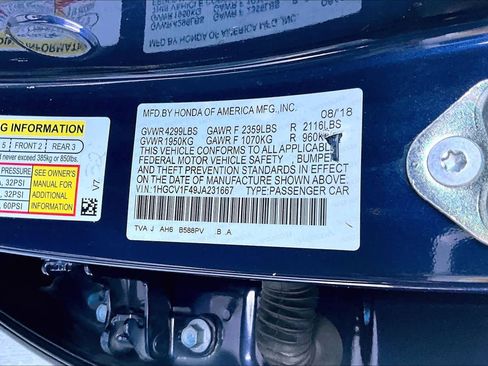 NG INFORMATION
5 FRONT 2 REAR 3
never exceed 385kg or 850lbs.
, 32PSI
, 32PSI
, 60PSI
SEE OWNER'S
MANUAL FOR
ADDITIONAL
INFORMATION
V7
MFD.BY HONDA OF AMERICA MFG.,INC. 08/18
GVWR 4299LBS GAWR F 2359LBS R 2116LBS
GVWR 1950KG GAWR F 1070KG R 960KG
THIS VEHICLE CONFORMS TO ALL APPLICABLE
FEDERAL MOTOR VEHICLE SAFETY , BUMPER,
AND THEFT PREVENTION STANDARDS IN EFFECT
ON THE DATE OF MANUFACTURE SHOWN ABOVE.
V.I.N.:1HGCV1F49JA231667 TYPE:PASSENGER CAR
TVA J AH6 B588PV .B .A